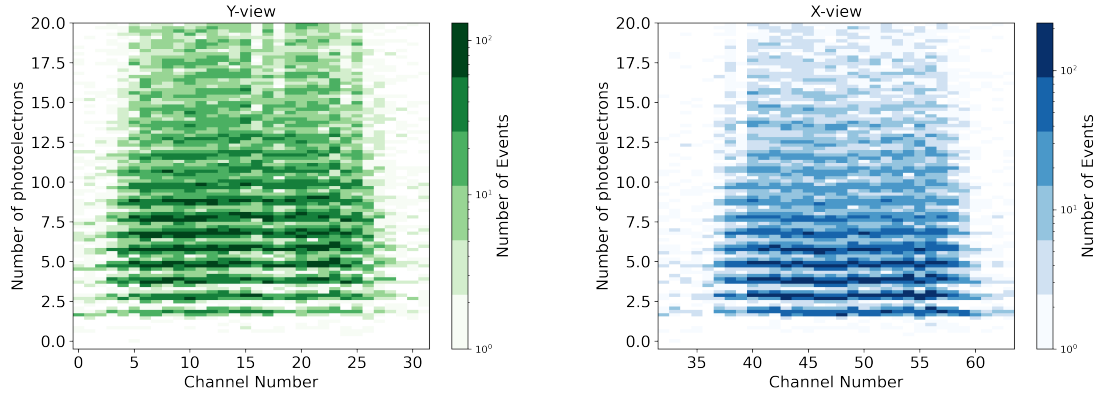 Y-view
20.0
17.5
15.0
12.5
10.0
7.5
5.0
2.5
0.0
Number of photoelectrons
0 5 10 15 20 25 30
Channel Number
10²
10¹
10⁰
Number of Events
X-view
20.0
17.5
15.0
12.5
10.0
7.5
5.0
2.5
0.0
Number of photoelectrons
35 40 45 50 55 60
Channel Number
10²
10¹
10⁰
Number of Events